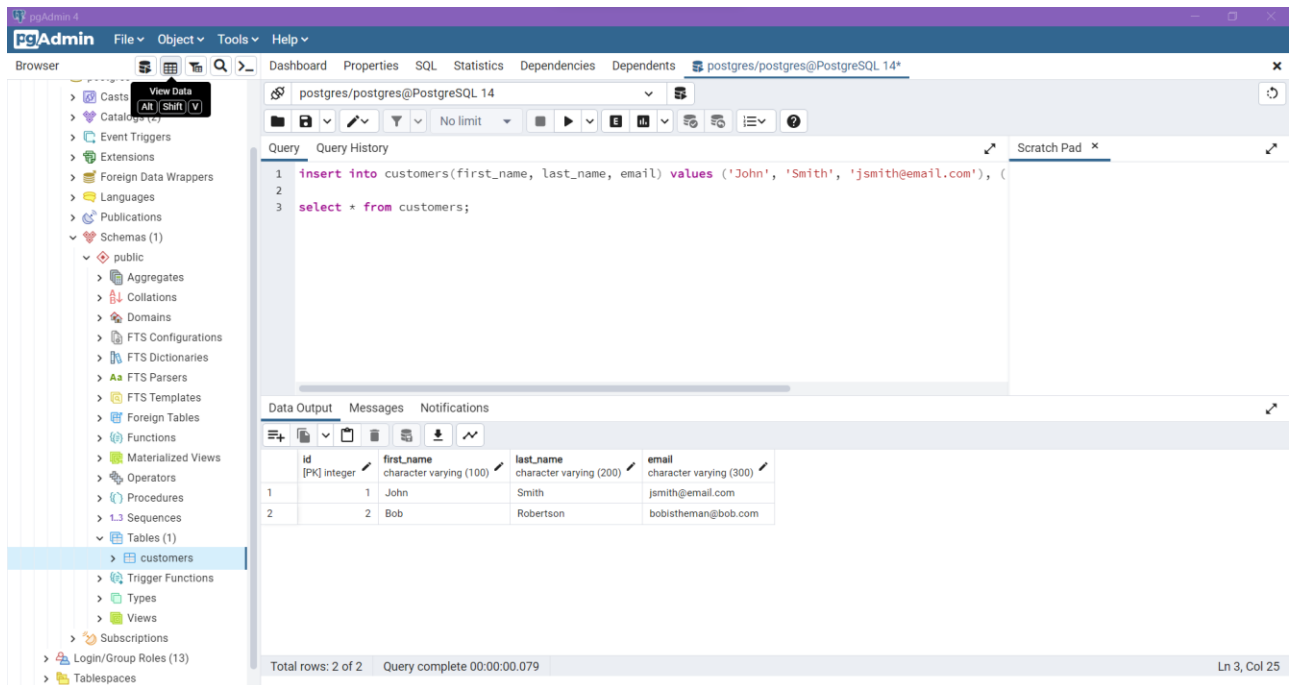 pgAdmin 4
pgAdmin File Object Tools Help
Browser
Dashboard Properties SQL Statistics Dependencies Dependents postgres/postgres@PostgreSQL 14*
View Data
Alt Shift V
Casts
Catalogs (2)
Event Triggers
Extensions
Foreign Data Wrappers
Languages
Publications
Schemas (1)
public
Aggregates
Collations
Domains
FTS Configurations
FTS Dictionaries
Aa FTS Parsers
FTS Templates
Foreign Tables
Functions
Materialized Views
Operators
Procedures
1..3 Sequences
Tables (1)
customers
Trigger Functions
Types
Views
Subscriptions
Login/Group Roles (13)
Tablespaces
postgres/postgres@PostgreSQL 14
No limit
Query Query History
Scratch Pad
1 insert into customers(first_name, last_name, email) values ('John', 'Smith', 'jsmith@email.com'), (
2
3 select * from customers;
Data Output Messages Notifications
id first_name last_name email
[PK] integer character varying (100) character varying (200) character varying (300)
1 1 John Smith jsmith@email.com
2 2 Bob Robertson bobistheman@bob.com
Total rows: 2 of 2 Query complete 00:00:00.079 Ln 3, Col 25